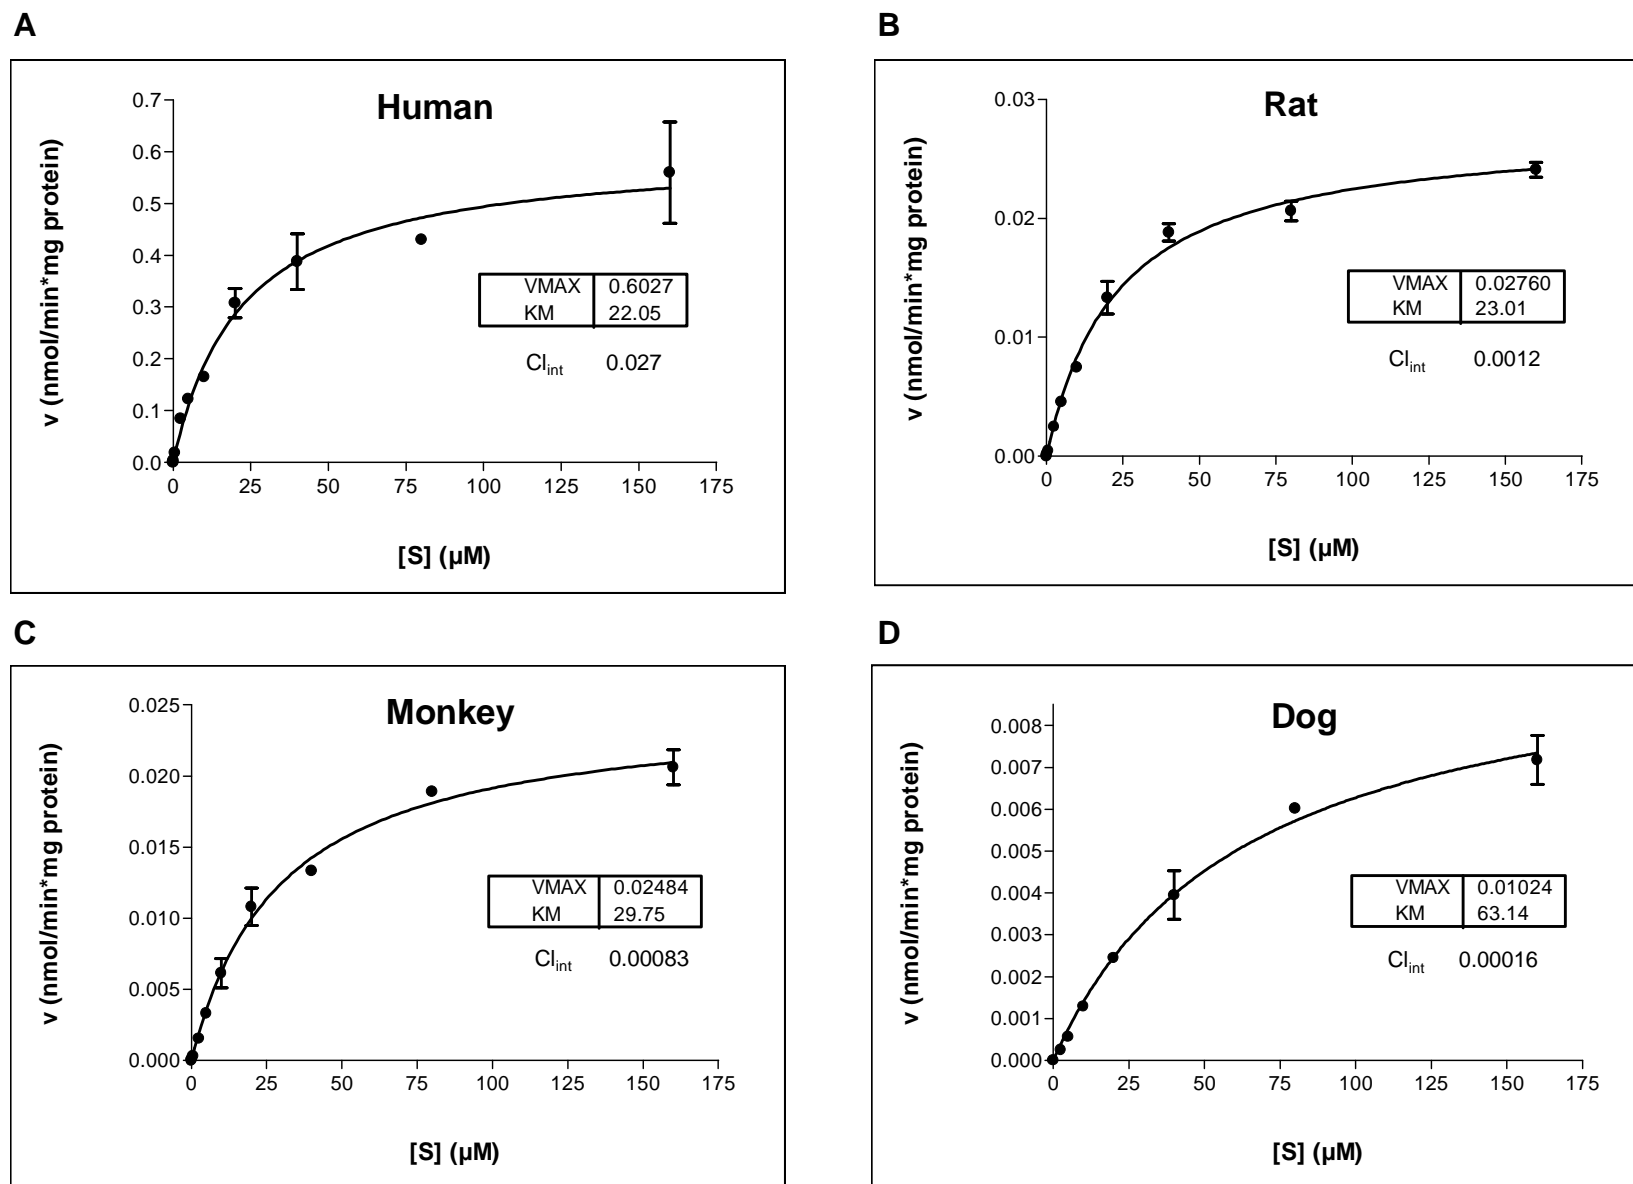 A
Human
v (nmol/min*mg protein)
0.7
0.6
0.5
0.4
0.3
0.2
0.1
0.0
0 25 50 75 100 125 150 175
[S] (µM)
VMAX 0.6027
KM 22.05
Cl_int 0.027
B
Rat
v (nmol/min*mg protein)
0.03
0.02
0.01
0.00
0 25 50 75 100 125 150 175
[S] (µM)
VMAX 0.02760
KM 23.01
Cl_int 0.0012
C
Monkey
v (nmol/min*mg protein)
0.025
0.020
0.015
0.010
0.005
0.000
0 25 50 75 100 125 150 175
[S] (µM)
VMAX 0.02484
KM 29.75
Cl_int 0.00083
D
Dog
v (nmol/min*mg protein)
0.008
0.007
0.006
0.005
0.004
0.003
0.002
0.001
0.000
0 25 50 75 100 125 150 175
[S] (µM)
VMAX 0.01024
KM 63.14
Cl_int 0.00016